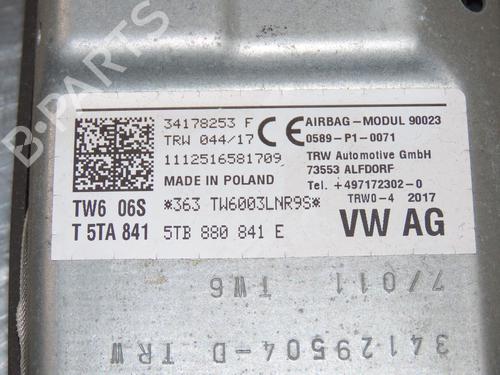 B-PARTS
34178253 F
TRW 044/17
1112516581709
MADE IN POLAND
*363 TW6003LNR9S*
5TB 880 841 E
TW6 06S
T 5TA 841
CE
AIRBAG-MODUL 90023
0589-P1-0071
TRW Automotive GmbH
73553 ALFDORF
Tel. +497172302-0
TRW0-4 2017
VW AG
7/011 TW6
34129504-D TRW